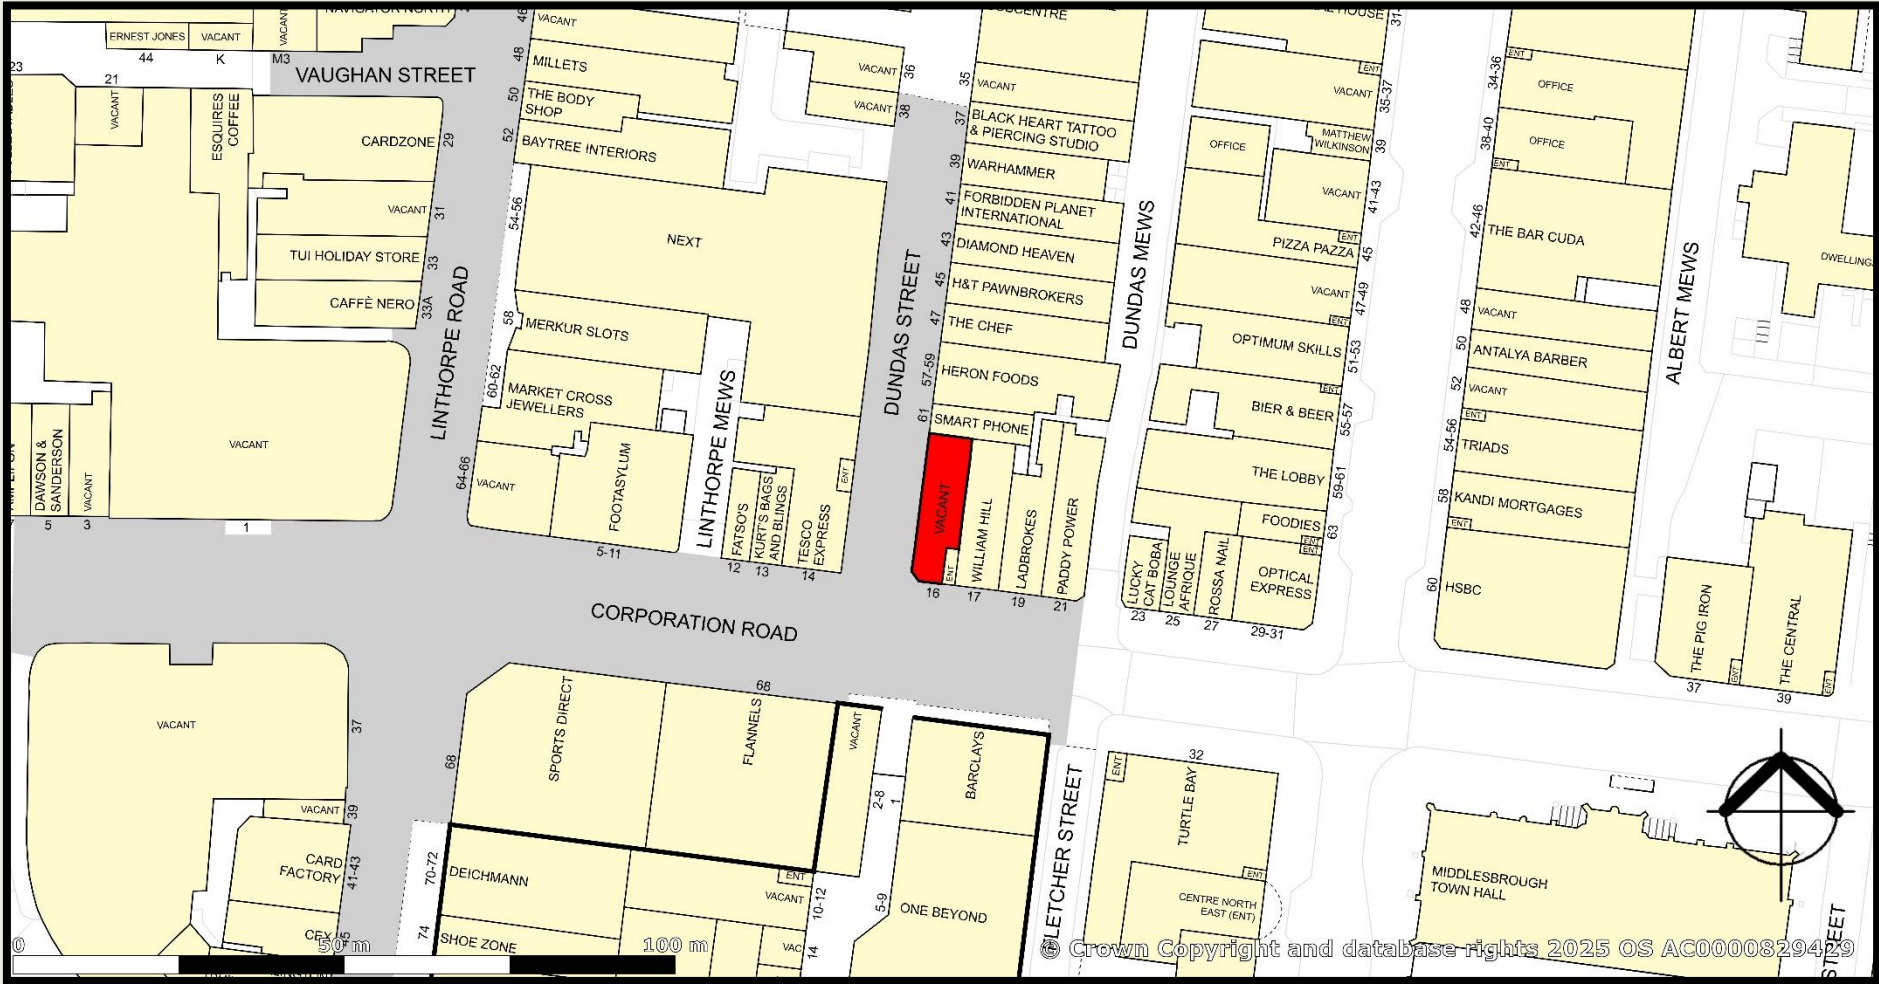 NAVIGATOR NORTH
ERNEST JONES
VACANT
VACANT
44
K
M3
46
VACANT
VAUGHAN STREET
23
21
VACANT
ESQUIRES
COFFEE
CARDZONE
29
VACANT
31
TUI HOLIDAY STORE
33
CAFFÈ NERO
33A
LINTHORPE ROAD
48
MILLETS
50
THE BODY
SHOP
52
BAYTREE INTERIORS
54-56
NEXT
58
MERKUR SLOTS
60-62
MARKET CROSS
JEWELLERS
64-66
VACANT
FOOTASYLUM
5-11
LINTHORPE MEWS
FATSO'S
KURT'S BAGS
AND BLINGS
TESCO
EXPRESS
ENT
12
13
14
VACANT
36
VACANT
38
DUNDAS STREET
35
VACANT
37
BLACK HEART TATTOO
& PIERCING STUDIO
39
WARHAMMER
41
FORBIDDEN PLANET
INTERNATIONAL
43
DIAMOND HEAVEN
45
H&T PAWNBROKERS
47
THE CHEF
57-59
HERON FOODS
61
SMART PHONE
VACANT
ENT
WILLIAM HILL
LADBROKES
PADDY POWER
16
17
19
21
DUNDAS MEWS
31-
ENT
VACANT
35-37
OFFICE
MATTHEW
WILKINSON
39
VACANT
41-43
ENT
PIZZA PAZZA
45
VACANT
47-49
ENT
OPTIMUM SKILLS
51-53
ENT
BIER & BEER
55-57
THE LOBBY
59-61
FOODIES
63
ENT
ENT
LUCKY
CAT BOBA
LOUNGE
AFRIQUE
ROSSA NAIL
OPTICAL
EXPRESS
23
25
27
29-31
34-36
ENT
OFFICE
38-40
OFFICE
ENT
42-46
THE BAR CUDA
48
VACANT
50
ANTALYA BARBER
52
VACANT
ENT
54-56
TRIADS
58
KANDI MORTGAGES
ENT
60
HSBC
ALBERT MEWS
DWELLING
THE PIG IRON
ENT
THE CENTRAL
ENT
37
39
DAWSON &
SANDERSON
VACANT
VACANT
5
3
1
CORPORATION ROAD
VACANT
37
VACANT
39
CARD
FACTORY
41-43
CEX
45
68
SPORTS DIRECT
68
FLANNELS
VACANT
2-8
1
BARCLAYS
70-72
DEICHMANN
ENT
VACANT
10-12
74
SHOE ZONE
VAC
14
5-9
ONE BEYOND
FLETCHER STREET
32
ENT
TURTLE BAY
ENT
CENTRE NORTH
EAST (ENT)
MIDDLESBROUGH
TOWN HALL
STREET
0
50 m
100 m
© Crown Copyright and database rights 2025 OS AC0000829429